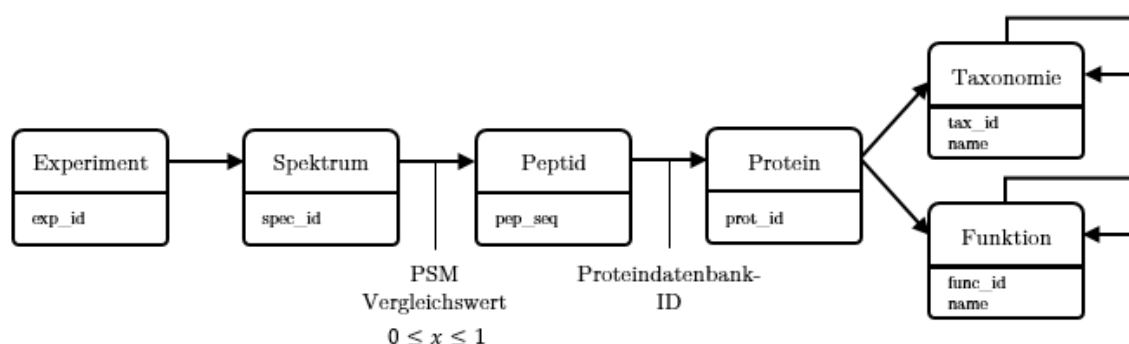 Experiment
exp_id
Spektrum
spec_id
PSM
Vergleichswert
0 ≤ x ≤ 1
Peptid
pep_seq
Proteindatenbank-
ID
Protein
prot_id
Taxonomie
tax_id
name
Funktion
func_id
name